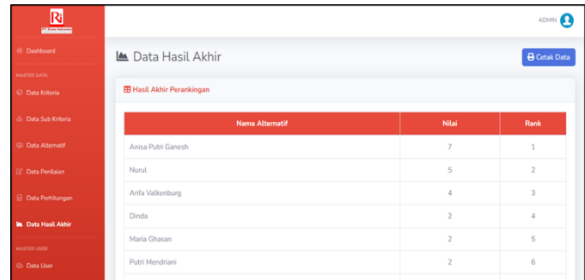 Ri
ADMIN
Dashboard
MASTER DATA
Data Kriteria
Data Sub Kriteria
Data Alternatif
Data Penilaian
Data Perhitungan
Data Hasil Akhir
MASTER USER
Data User
Data Hasil Akhir
Cetak Data
Hasil Akhir Perankingan
Nama Alternatif Nilai Rank
Anisa Putri Ganesh 7 1
Nurul 5 2
Arifa Valkenburg 4 3
Dinda 2 4
Maria Ghasan 2 5
Putri Mendriani 2 6